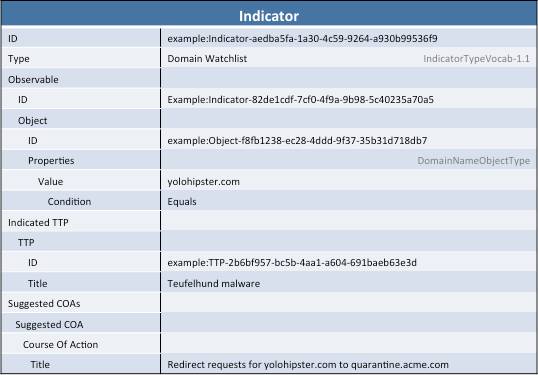 Indicator
ID example:Indicator-aedba5fa-1a30-4c59-9264-a930b99536f9
Type Domain Watchlist IndicatorTypeVocab-1.1
Observable
ID Example:Indicator-82de1cdf-7cf0-4f9a-9b98-5c40235a70a5
Object
ID example:Object-f8fb1238-ec28-4ddd-9f37-35b31d718db7
Properties DomainNameObjectType
Value yolohipster.com
Condition Equals
Indicated TTP
TTP
ID example:TTP-2b6bf957-bc5b-4aa1-a604-691baeb63e3d
Title Teufelhund malware
Suggested COAs
Suggested COA
Course Of Action
Title Redirect requests for yolohipster.com to quarantine.acme.com